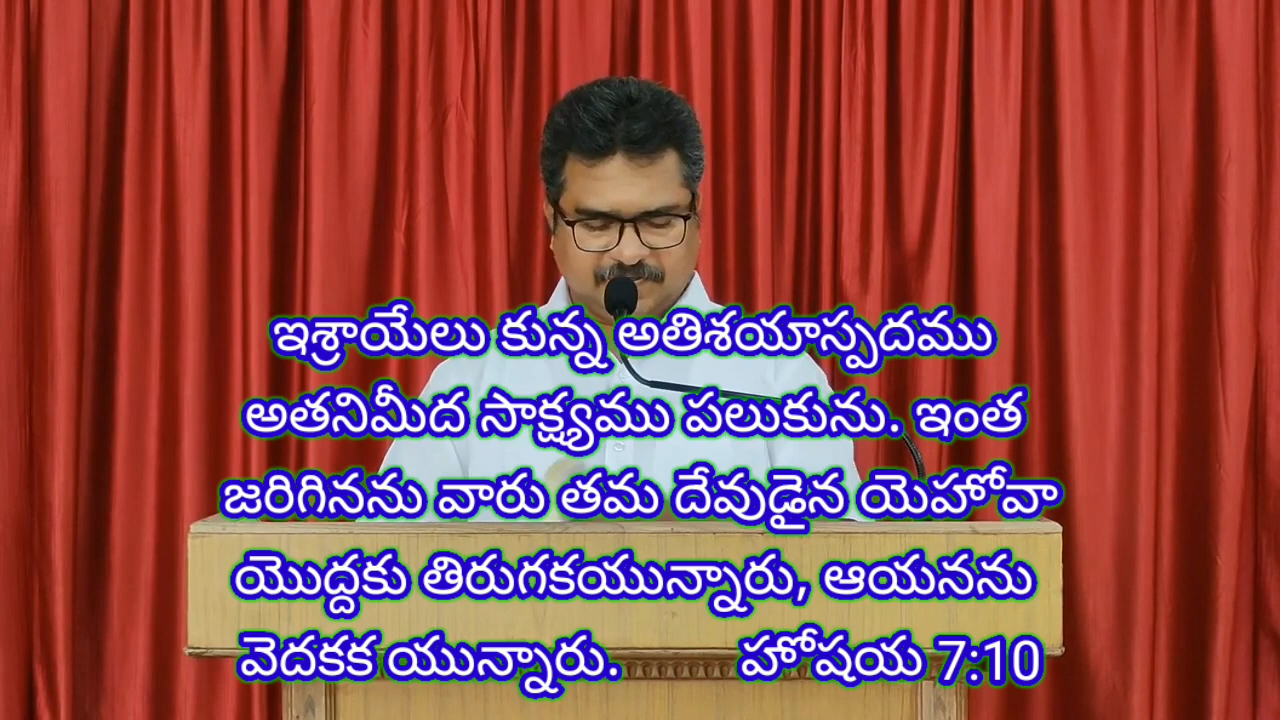 ఇశ్రాయేలు కున్న అతిశయాస్పదము
అతనిమీద సాక్ష్యము పలుకును. ఇంత
జరిగినను వారు తమ దేవుడైన యెహోవా
యొద్దకు తిరుగకయున్నారు, ఆయనను
వెదకక యున్నారు. హోషయ 7:10